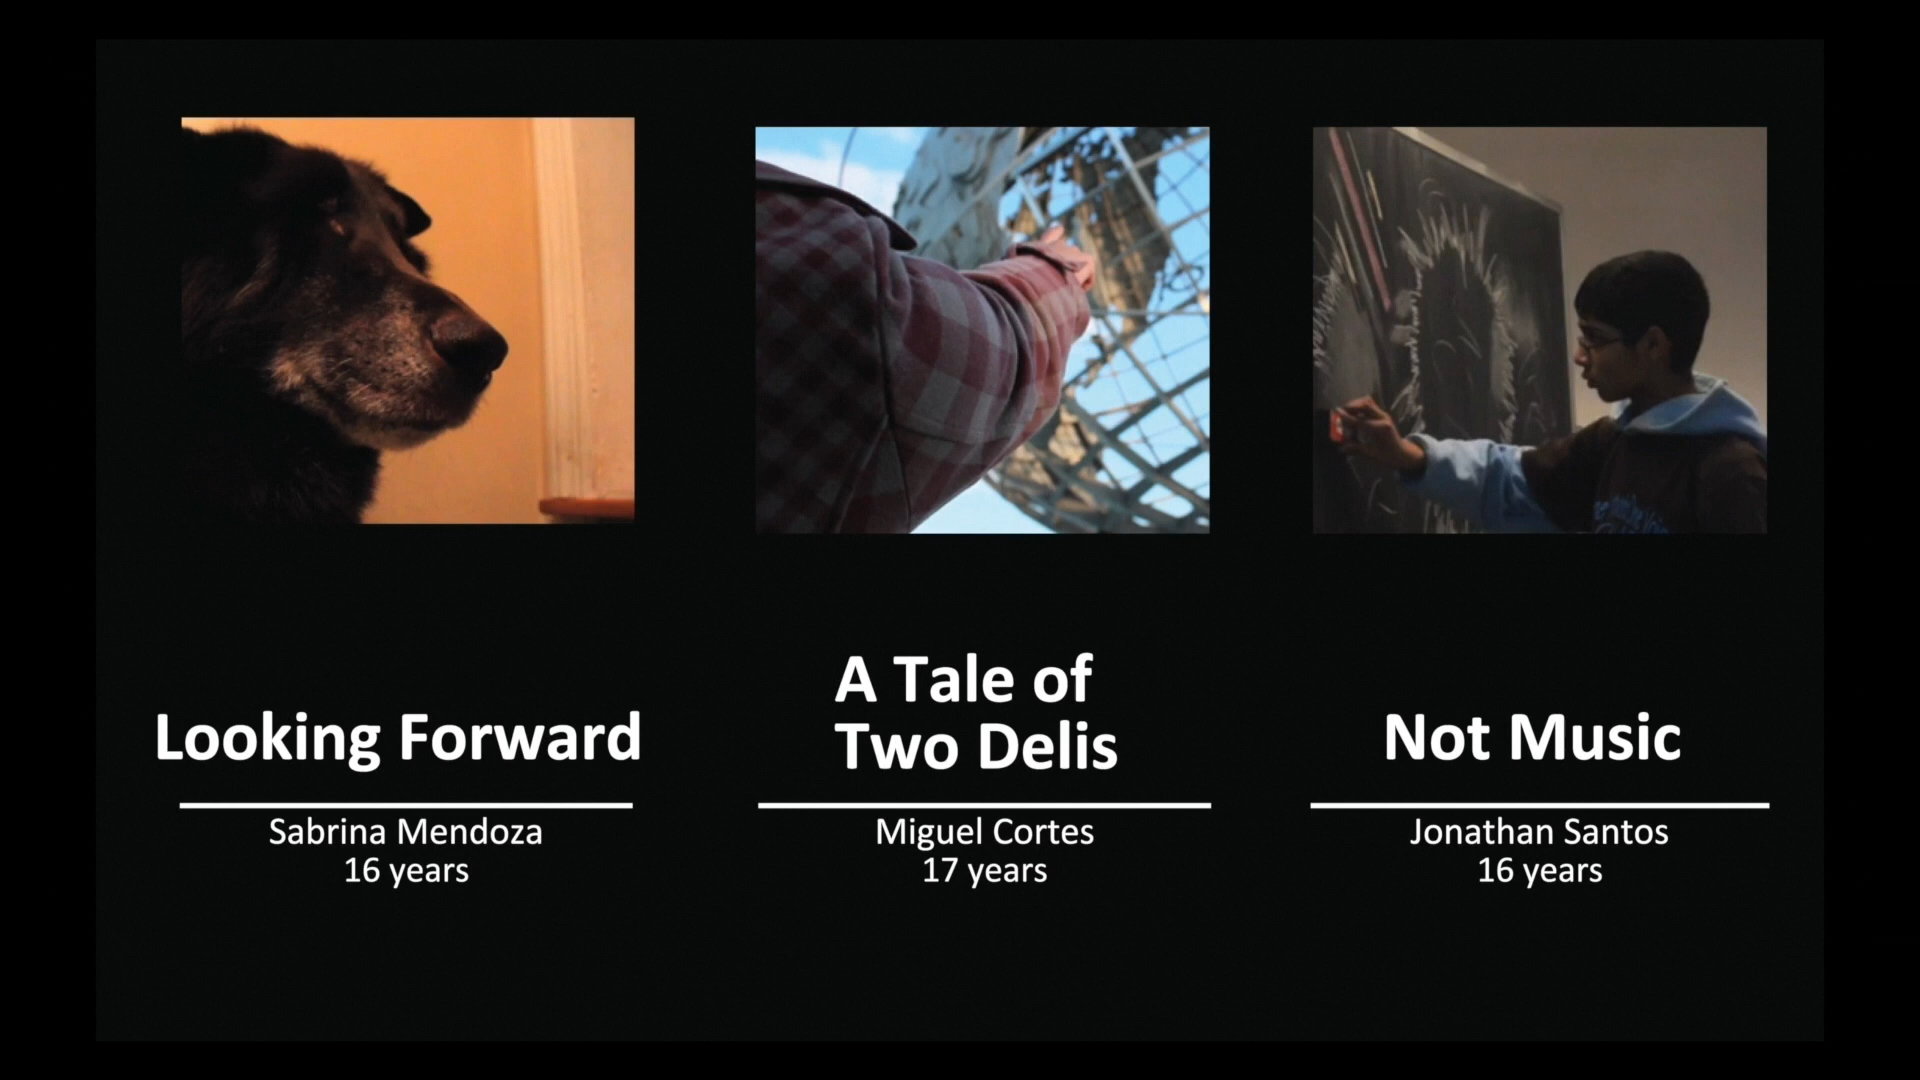 Looking Forward
Sabrina Mendoza
16 years
A Tale of
Two Delis
Miguel Cortes
17 years
Not Music
Jonathan Santos
16 years